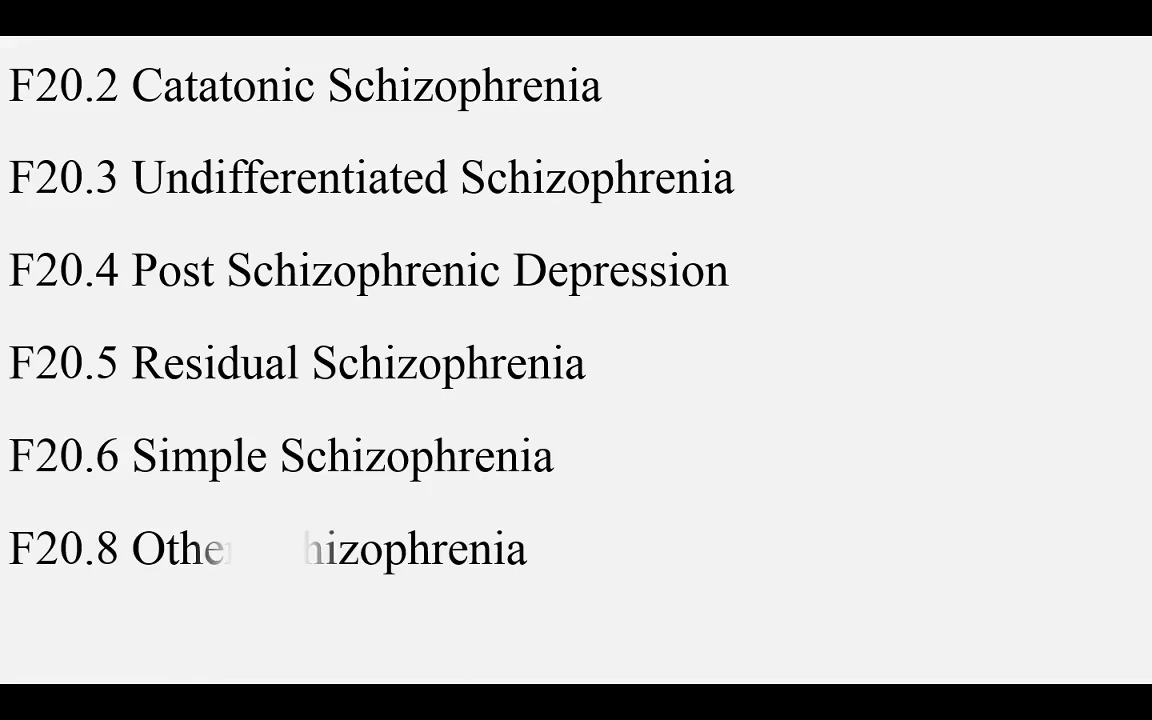 F20.2 Catatonic Schizophrenia
F20.3 Undifferentiated Schizophrenia
F20.4 Post Schizophrenic Depression
F20.5 Residual Schizophrenia
F20.6 Simple Schizophrenia
F20.8 Other hizophrenia